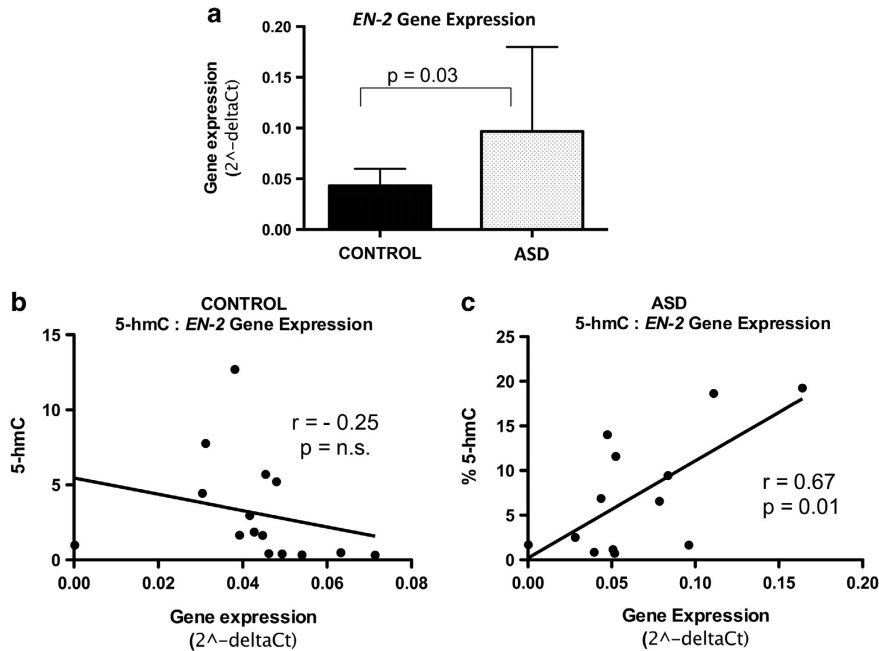 a
EN-2 Gene Expression
Gene expression
(2^-deltaCt)
0.20
0.15
0.10
0.05
0.00
p = 0.03
CONTROL
ASD
b
CONTROL
5-hmC : EN-2 Gene Expression
5-hmC
15
10
5
0
r = - 0.25
p = n.s.
0.00
0.02
0.04
0.06
0.08
Gene expression
(2^-deltaCt)
c
ASD
5-hmC : EN-2 Gene Expression
% 5-hmC
25
20
15
10
5
0
r = 0.67
p = 0.01
0.00
0.05
0.10
0.15
0.20
Gene Expression
(2^-deltaCt)